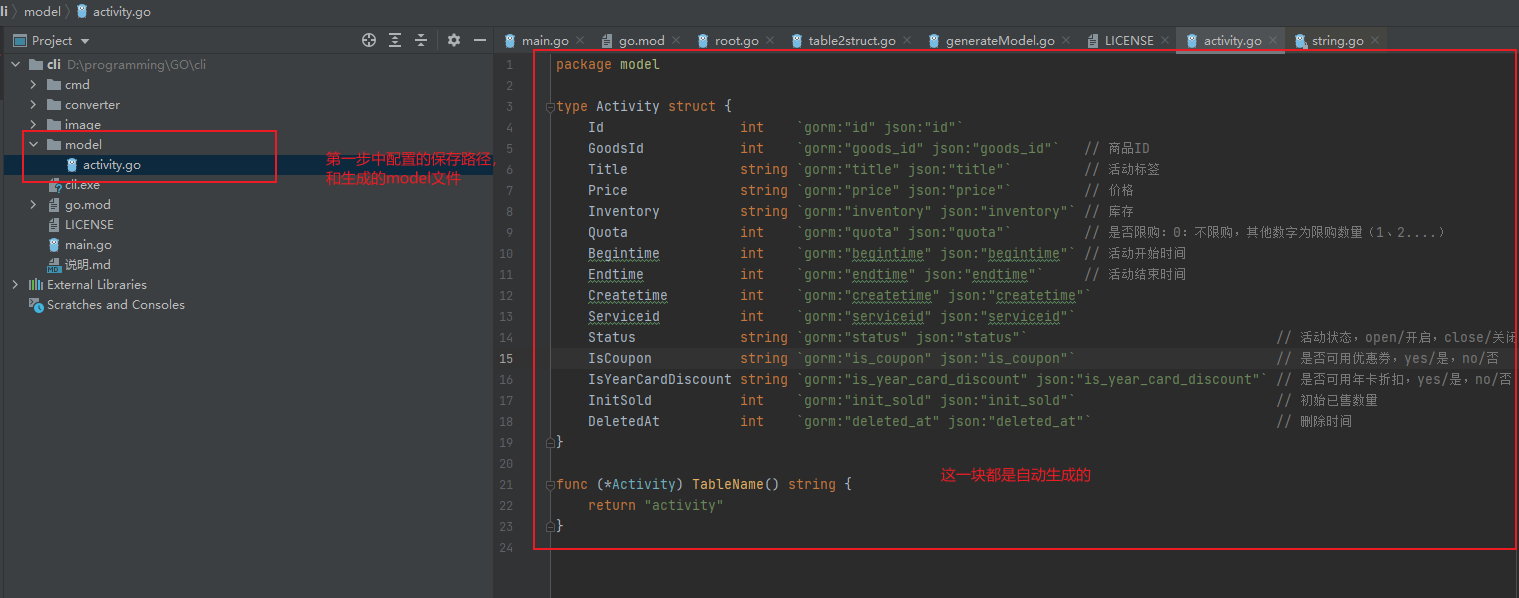 li › model › activity.go
Project
main.go
go.mod
root.go
table2struct.go
generateModel.go
LICENSE
activity.go
string.go
cli D:\programming\GO\cli
cmd
converter
image
model
activity.go
cli.exe
go.mod
LICENSE
main.go
说明.md
External Libraries
Scratches and Consoles
第一步中配置的保存路径,
和生成的model文件
1 package model
2
3 type Activity struct {
4 Id int `gorm:"id" json:"id"`
5 GoodsId int `gorm:"goods_id" json:"goods_id"` // 商品ID
6 Title string `gorm:"title" json:"title"` // 活动标签
7 Price string `gorm:"price" json:"price"` // 价格
8 Inventory string `gorm:"inventory" json:"inventory"` // 库存
9 Quota int `gorm:"quota" json:"quota"` // 是否限购：0：不限购，其他数字为限购数量（1、2....）
10 Begintime int `gorm:"begintime" json:"begintime"` // 活动开始时间
11 Endtime int `gorm:"endtime" json:"endtime"` // 活动结束时间
12 Createtime int `gorm:"createtime" json:"createtime"`
13 Serviceid int `gorm:"serviceid" json:"serviceid"`
14 Status string `gorm:"status" json:"status"` // 活动状态，open/开启，close/关闭
15 IsCoupon string `gorm:"is_coupon" json:"is_coupon"` // 是否可用优惠券，yes/是，no/否
16 IsYearCardDiscount string `gorm:"is_year_card_discount" json:"is_year_card_discount"` // 是否可用年卡折扣，yes/是，no/否
17 InitSold int `gorm:"init_sold" json:"init_sold"` // 初始已售数量
18 DeletedAt int `gorm:"deleted_at" json:"deleted_at"` // 删除时间
19 }
20
21 func (*Activity) TableName() string {
22 return "activity"
23 }
24
这一块都是自动生成的